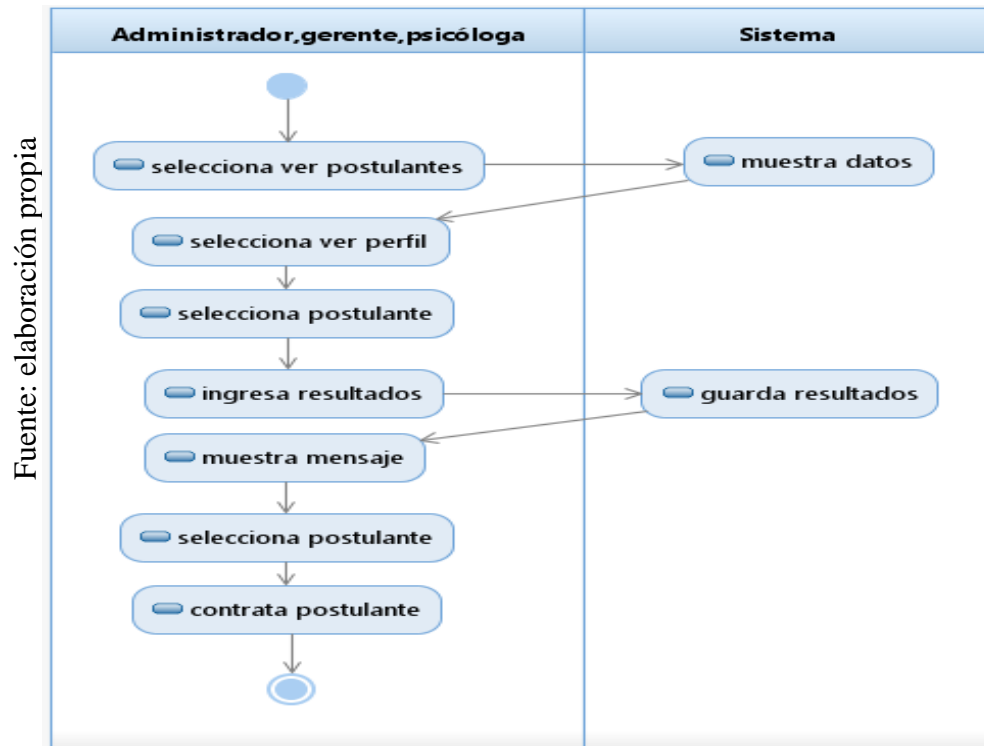 Administrador,gerente,psicóloga
Sistema
selecciona ver postulantes
muestra datos
selecciona ver perfil
selecciona postulante
ingresa resultados
guarda resultados
muestra mensaje
selecciona postulante
contrata postulante
Fuente: elaboración propia